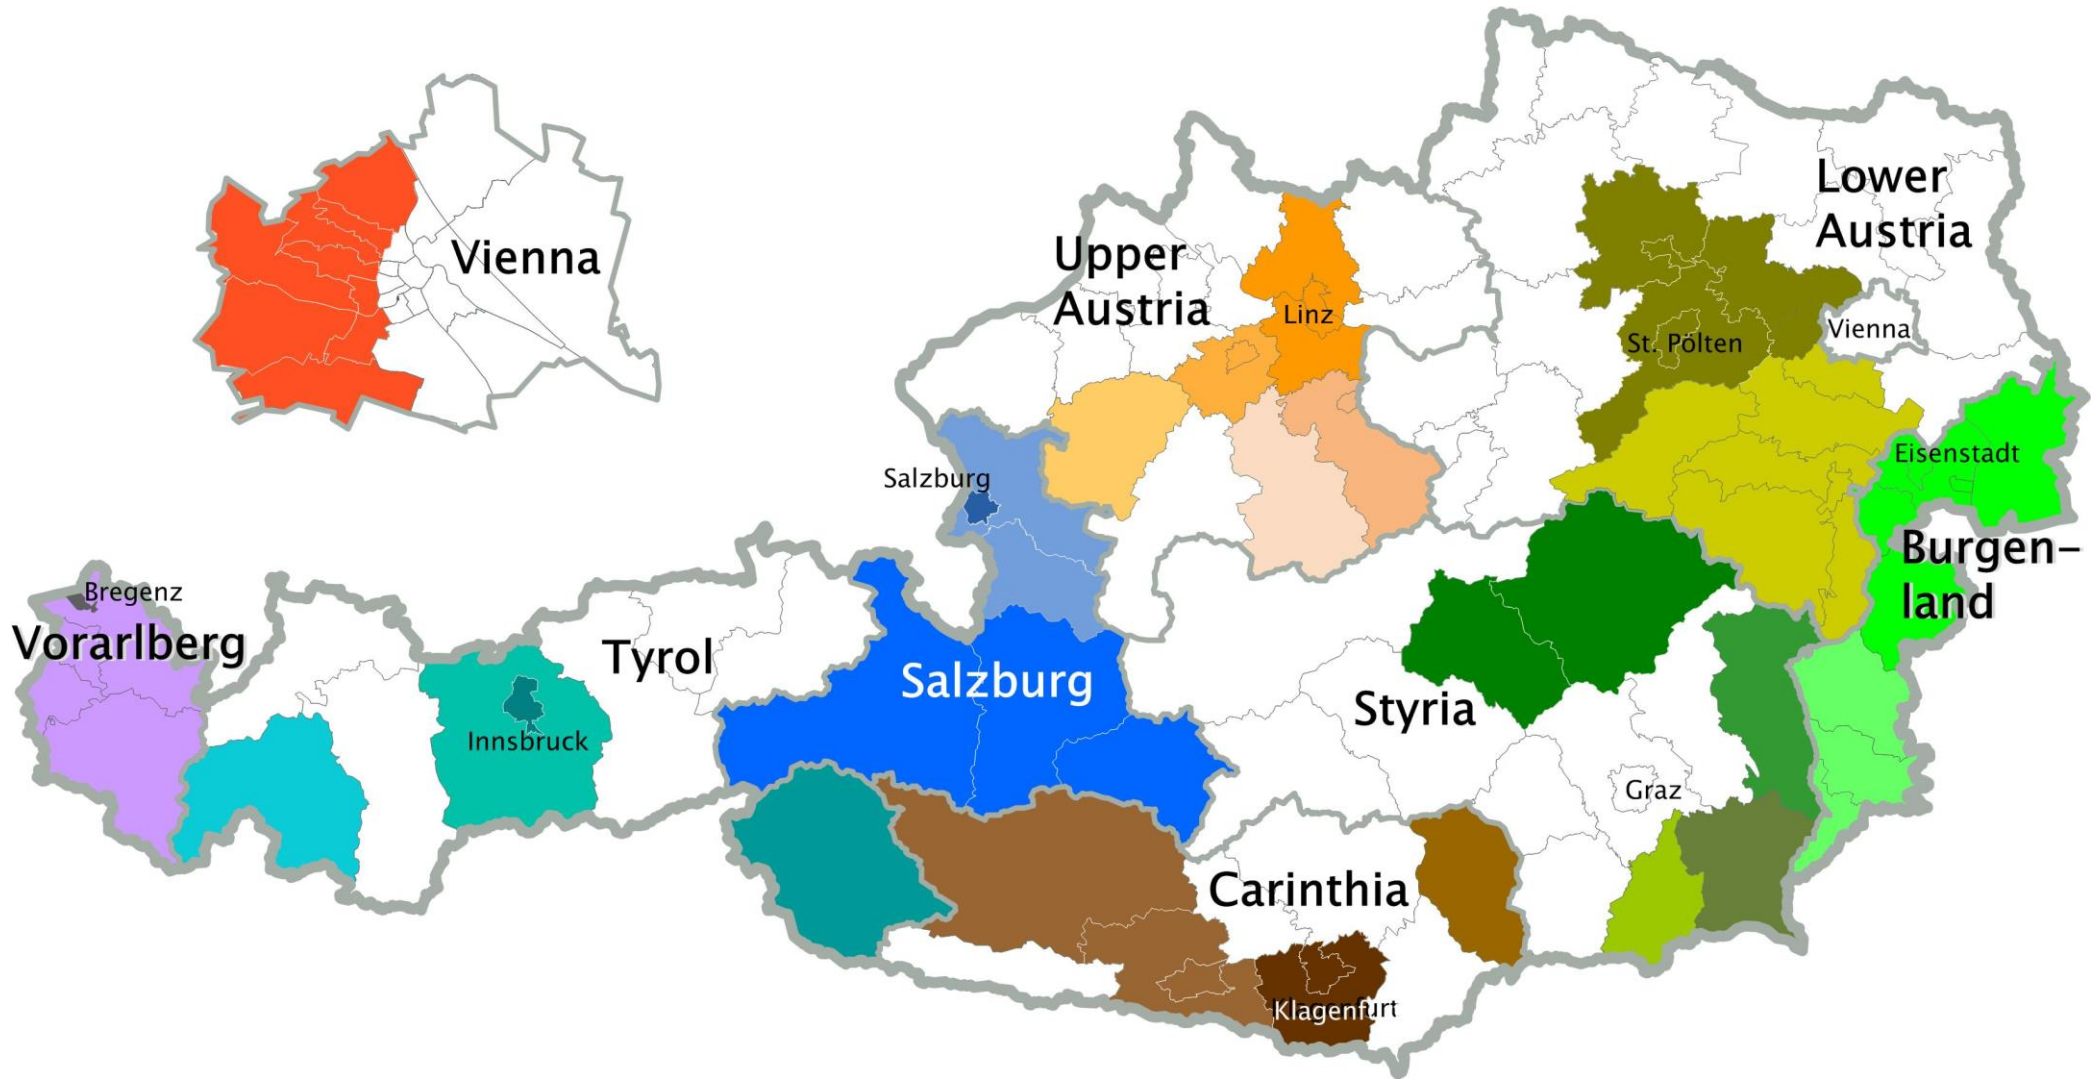 Vienna
Upper
Austria
Lower
Austria
Linz
St. Pölten
Vienna
Salzburg
Eisenstadt
Burgen-
land
Bregenz
Vorarlberg
Tyrol
Innsbruck
Salzburg
Styria
Graz
Carinthia
Klagenfurt